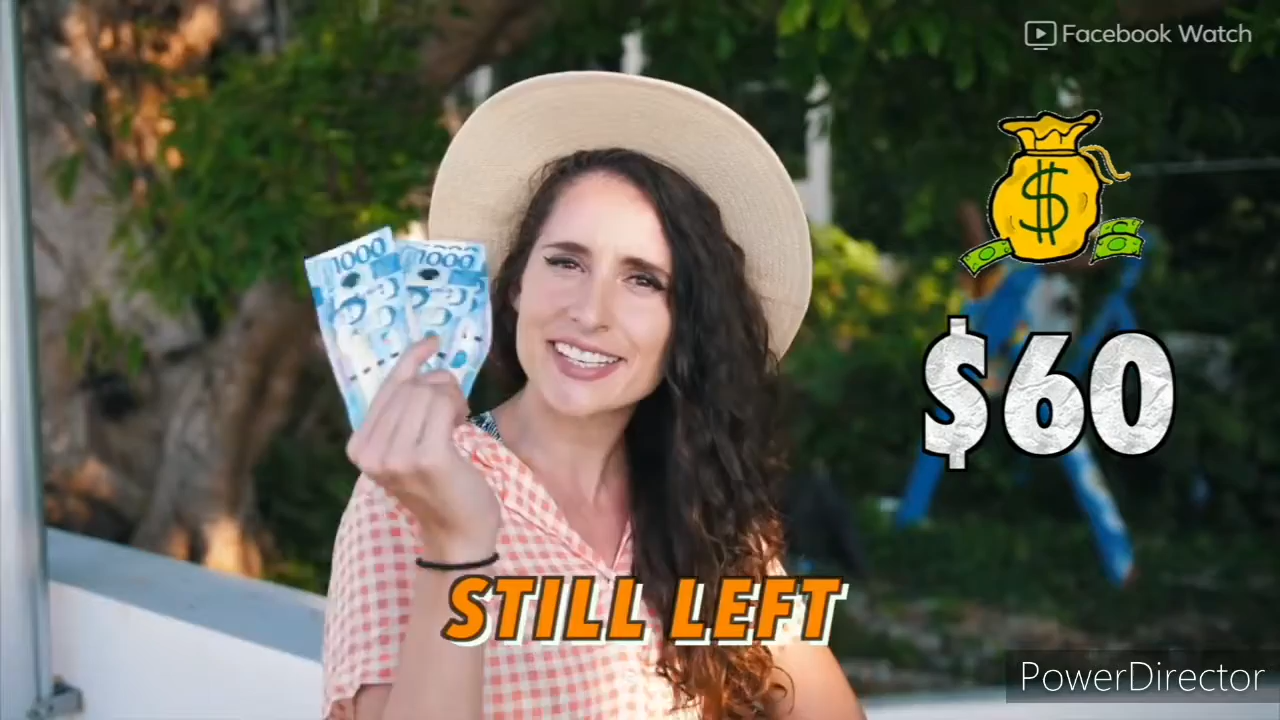 Facebook Watch
1000 1000
$
$60
STILL LEFT
PowerDirector